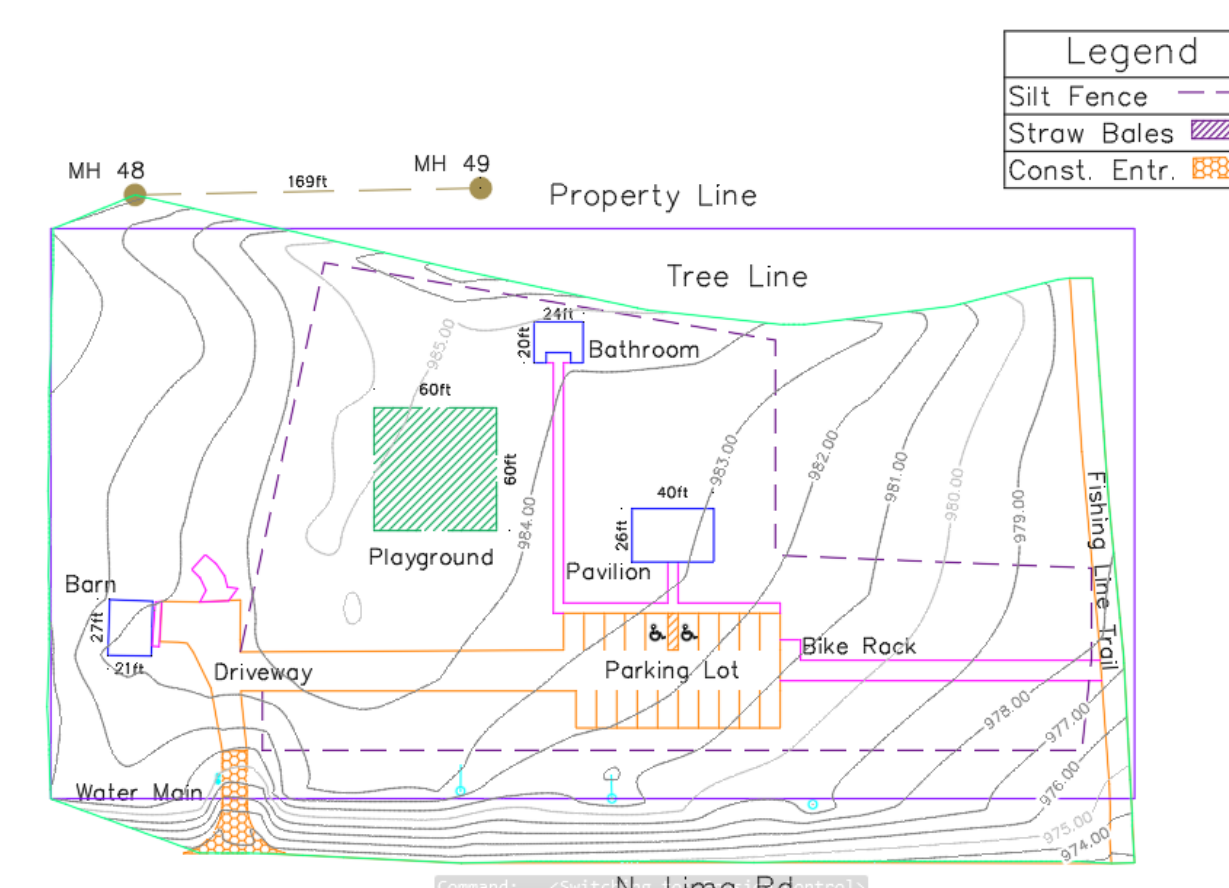 Legend
Silt Fence
Straw Bales
Const. Entr.
MH 48
MH 49
169ft
Property Line
Tree Line
24ft
20ft
Bathroom
985.00
60ft
60ft
Playground
984.00
40ft
26ft
Pavilion
983.00
982.00
981.00
980.00
979.00
Fishing Line Trail
Barn
27ft
21ft
Driveway
Parking Lot
Bike Rack
978.00
977.00
976.00
975.00
974.00
Water Main
N. Lima Rd